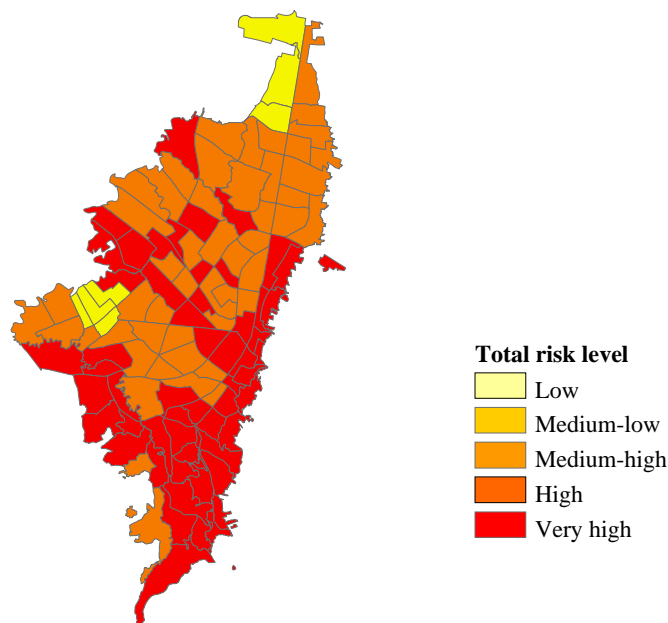 Total risk level
Low
Medium-low
Medium-high
High
Very high